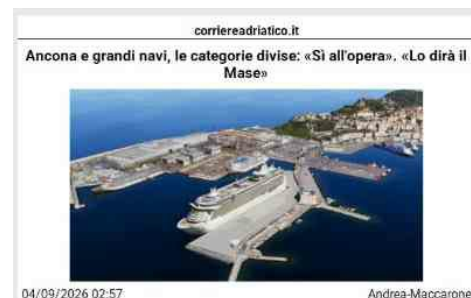 corriereadriatico.it
Ancona e grandi navi, le categorie divise: «Sì all'opera». «Lo dirà il
Mase»
04/09/2026 02:57
Andrea-Maccarone